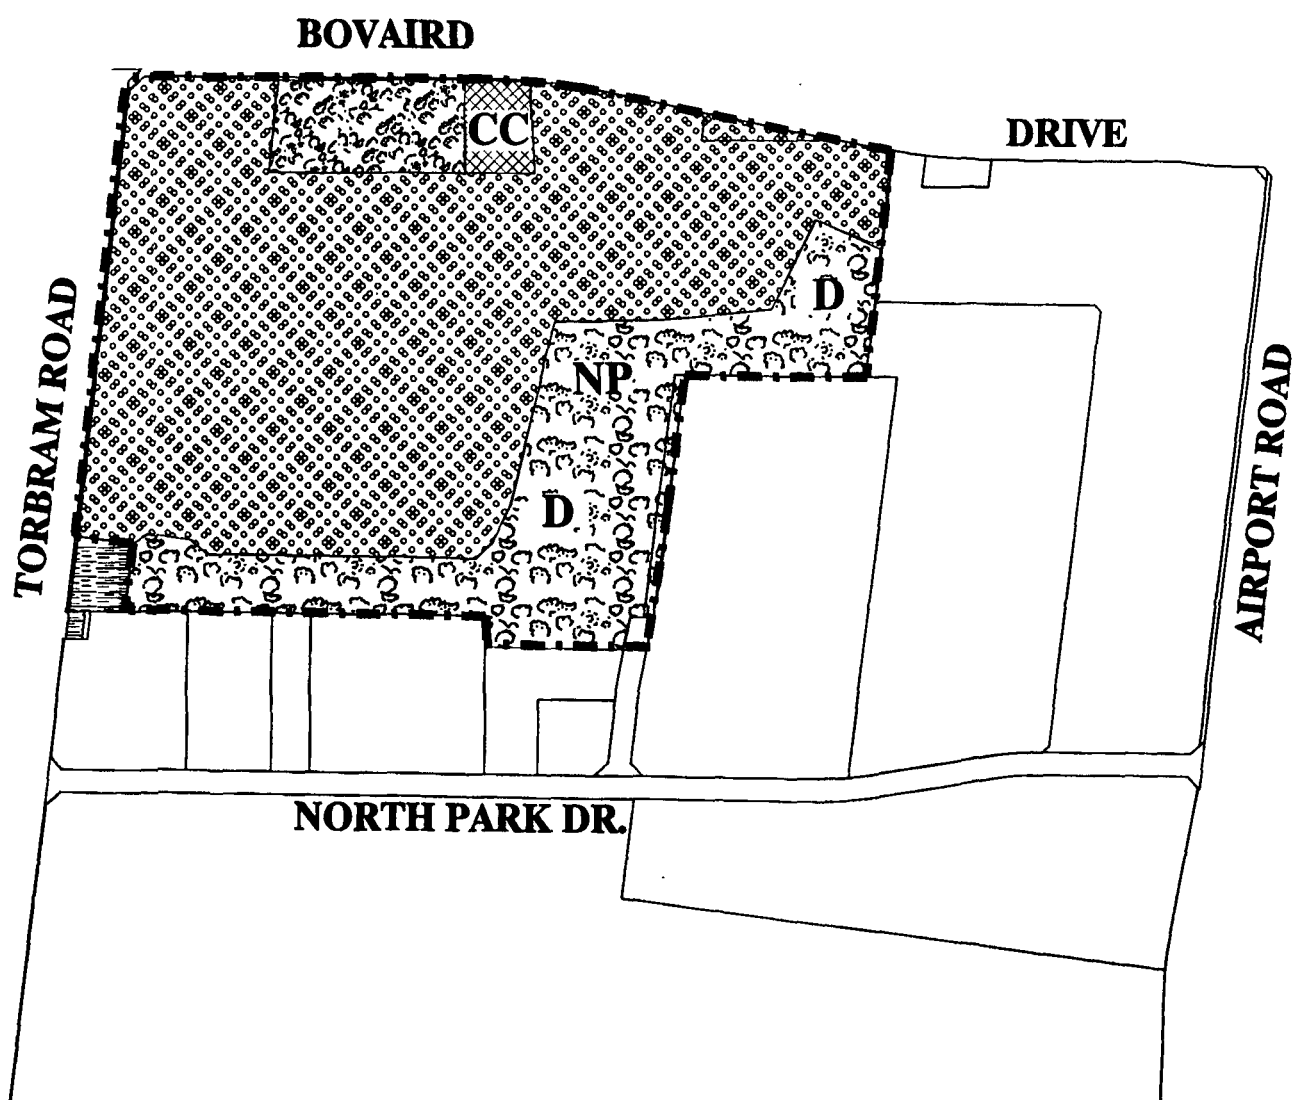 BOVAIRD
DRIVE
CC
D
NP
D
TORBRAM ROAD
AIRPORT ROAD
NORTH PARK DR.